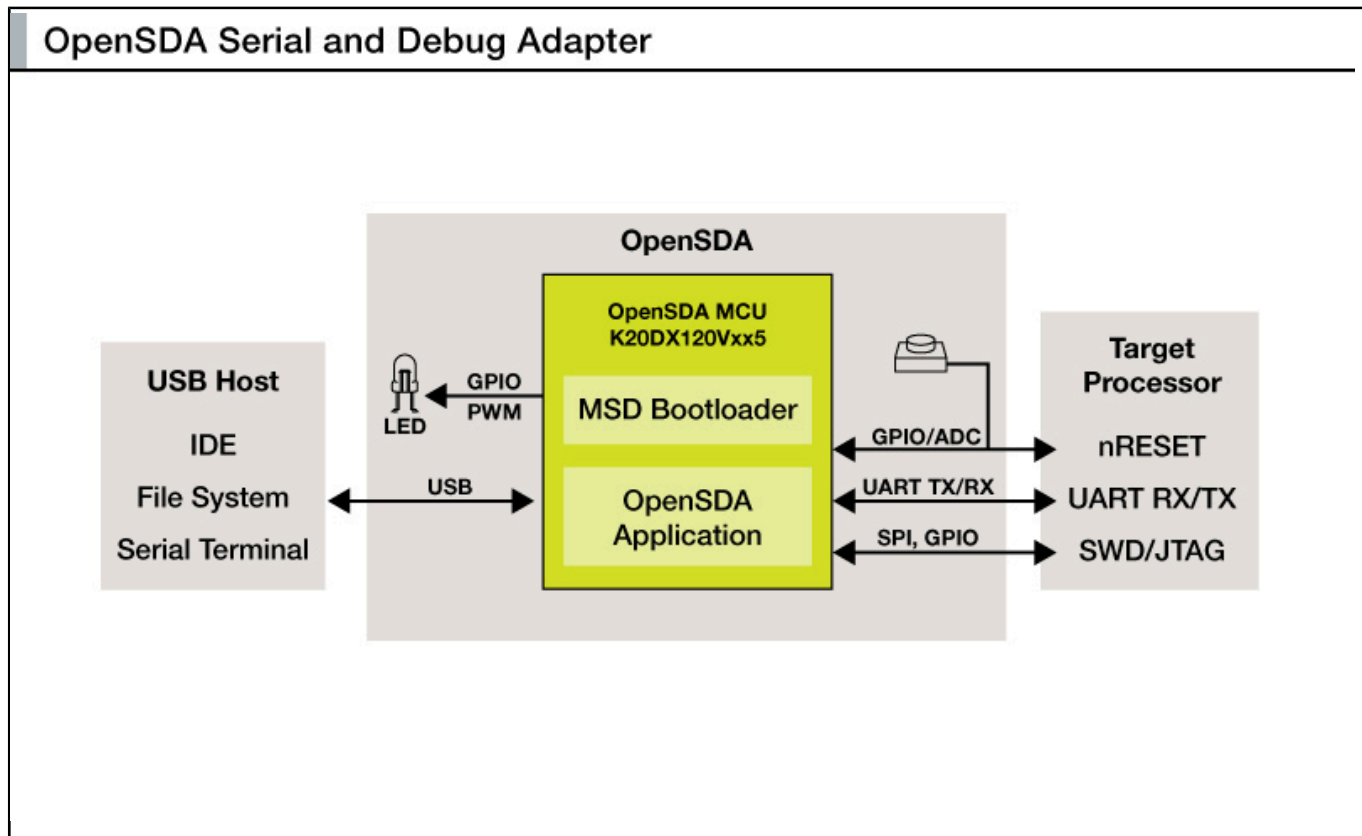 OpenSDA Serial and Debug Adapter
OpenSDA
OpenSDA MCU
K20DX120Vxx5
MSD Bootloader
OpenSDA
Application
USB Host
IDE
File System
Serial Terminal
LED
GPIO
PWM
USB
GPIO/ADC
UART TX/RX
SPI, GPIO
Target
Processor
nRESET
UART RX/TX
SWD/JTAG